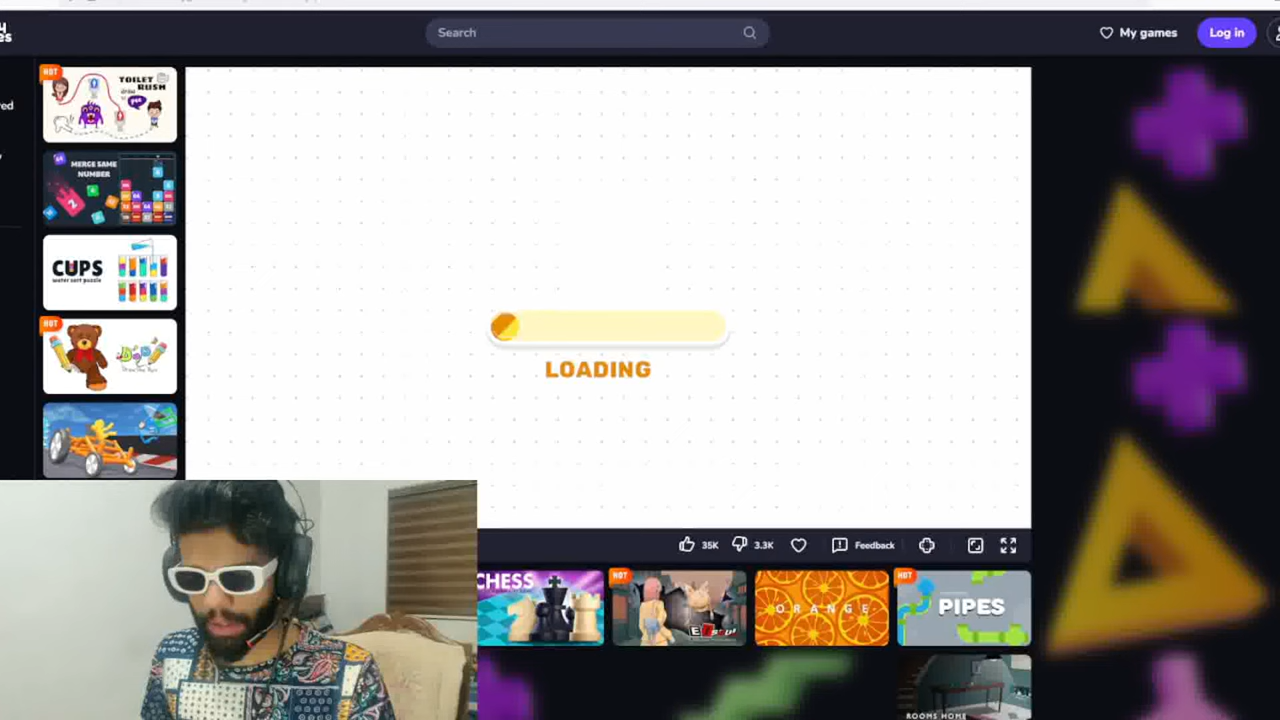 Search
My games
Log in
HOT
TOILET
RUSH
MERGE SAME
NUMBER
2
CUPS
water sort puzzle
HOT
LOADING
35K
3.3K
Feedback
CHESS
HOT
ORANGE
HOT
PIPES
ROOMS HOME